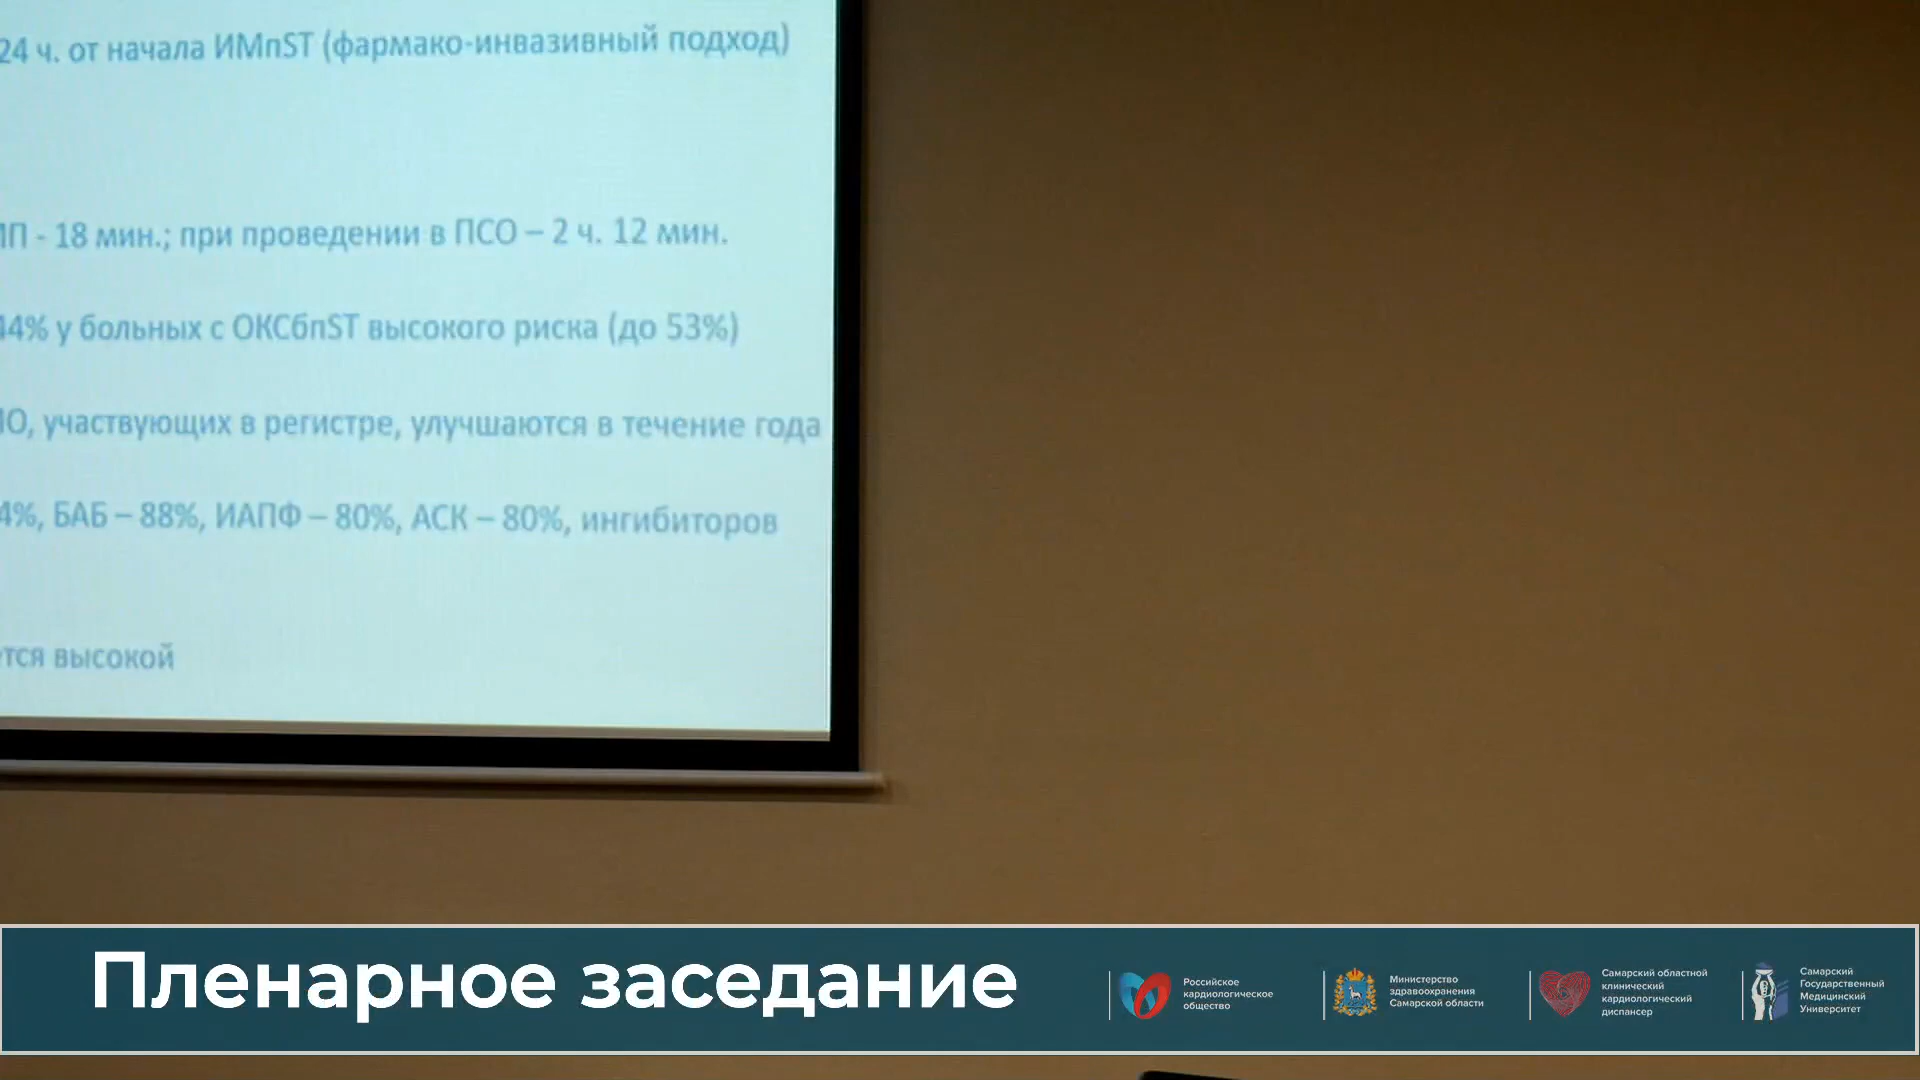 24 ч. от начала ИМпST (фармако-инвазивный подход)
- 18 мин.; при проведении в ПСО – 2 ч. 12 мин.
44% у больных с ОКСбпST высокого риска (до 53%)
участвующих в регистре, улучшаются в течение года
4%, БАБ – 88%, ИАПФ – 80%, АСК – 80%, ингибиторов
высокой
Пленарное заседание
Российское
кардиологическое
общество
Министерство
здравоохранения
Самарской области
Самарский областной
клинический
кардиологический
диспансер
Самарский
Государственный
Медицинский
Университет